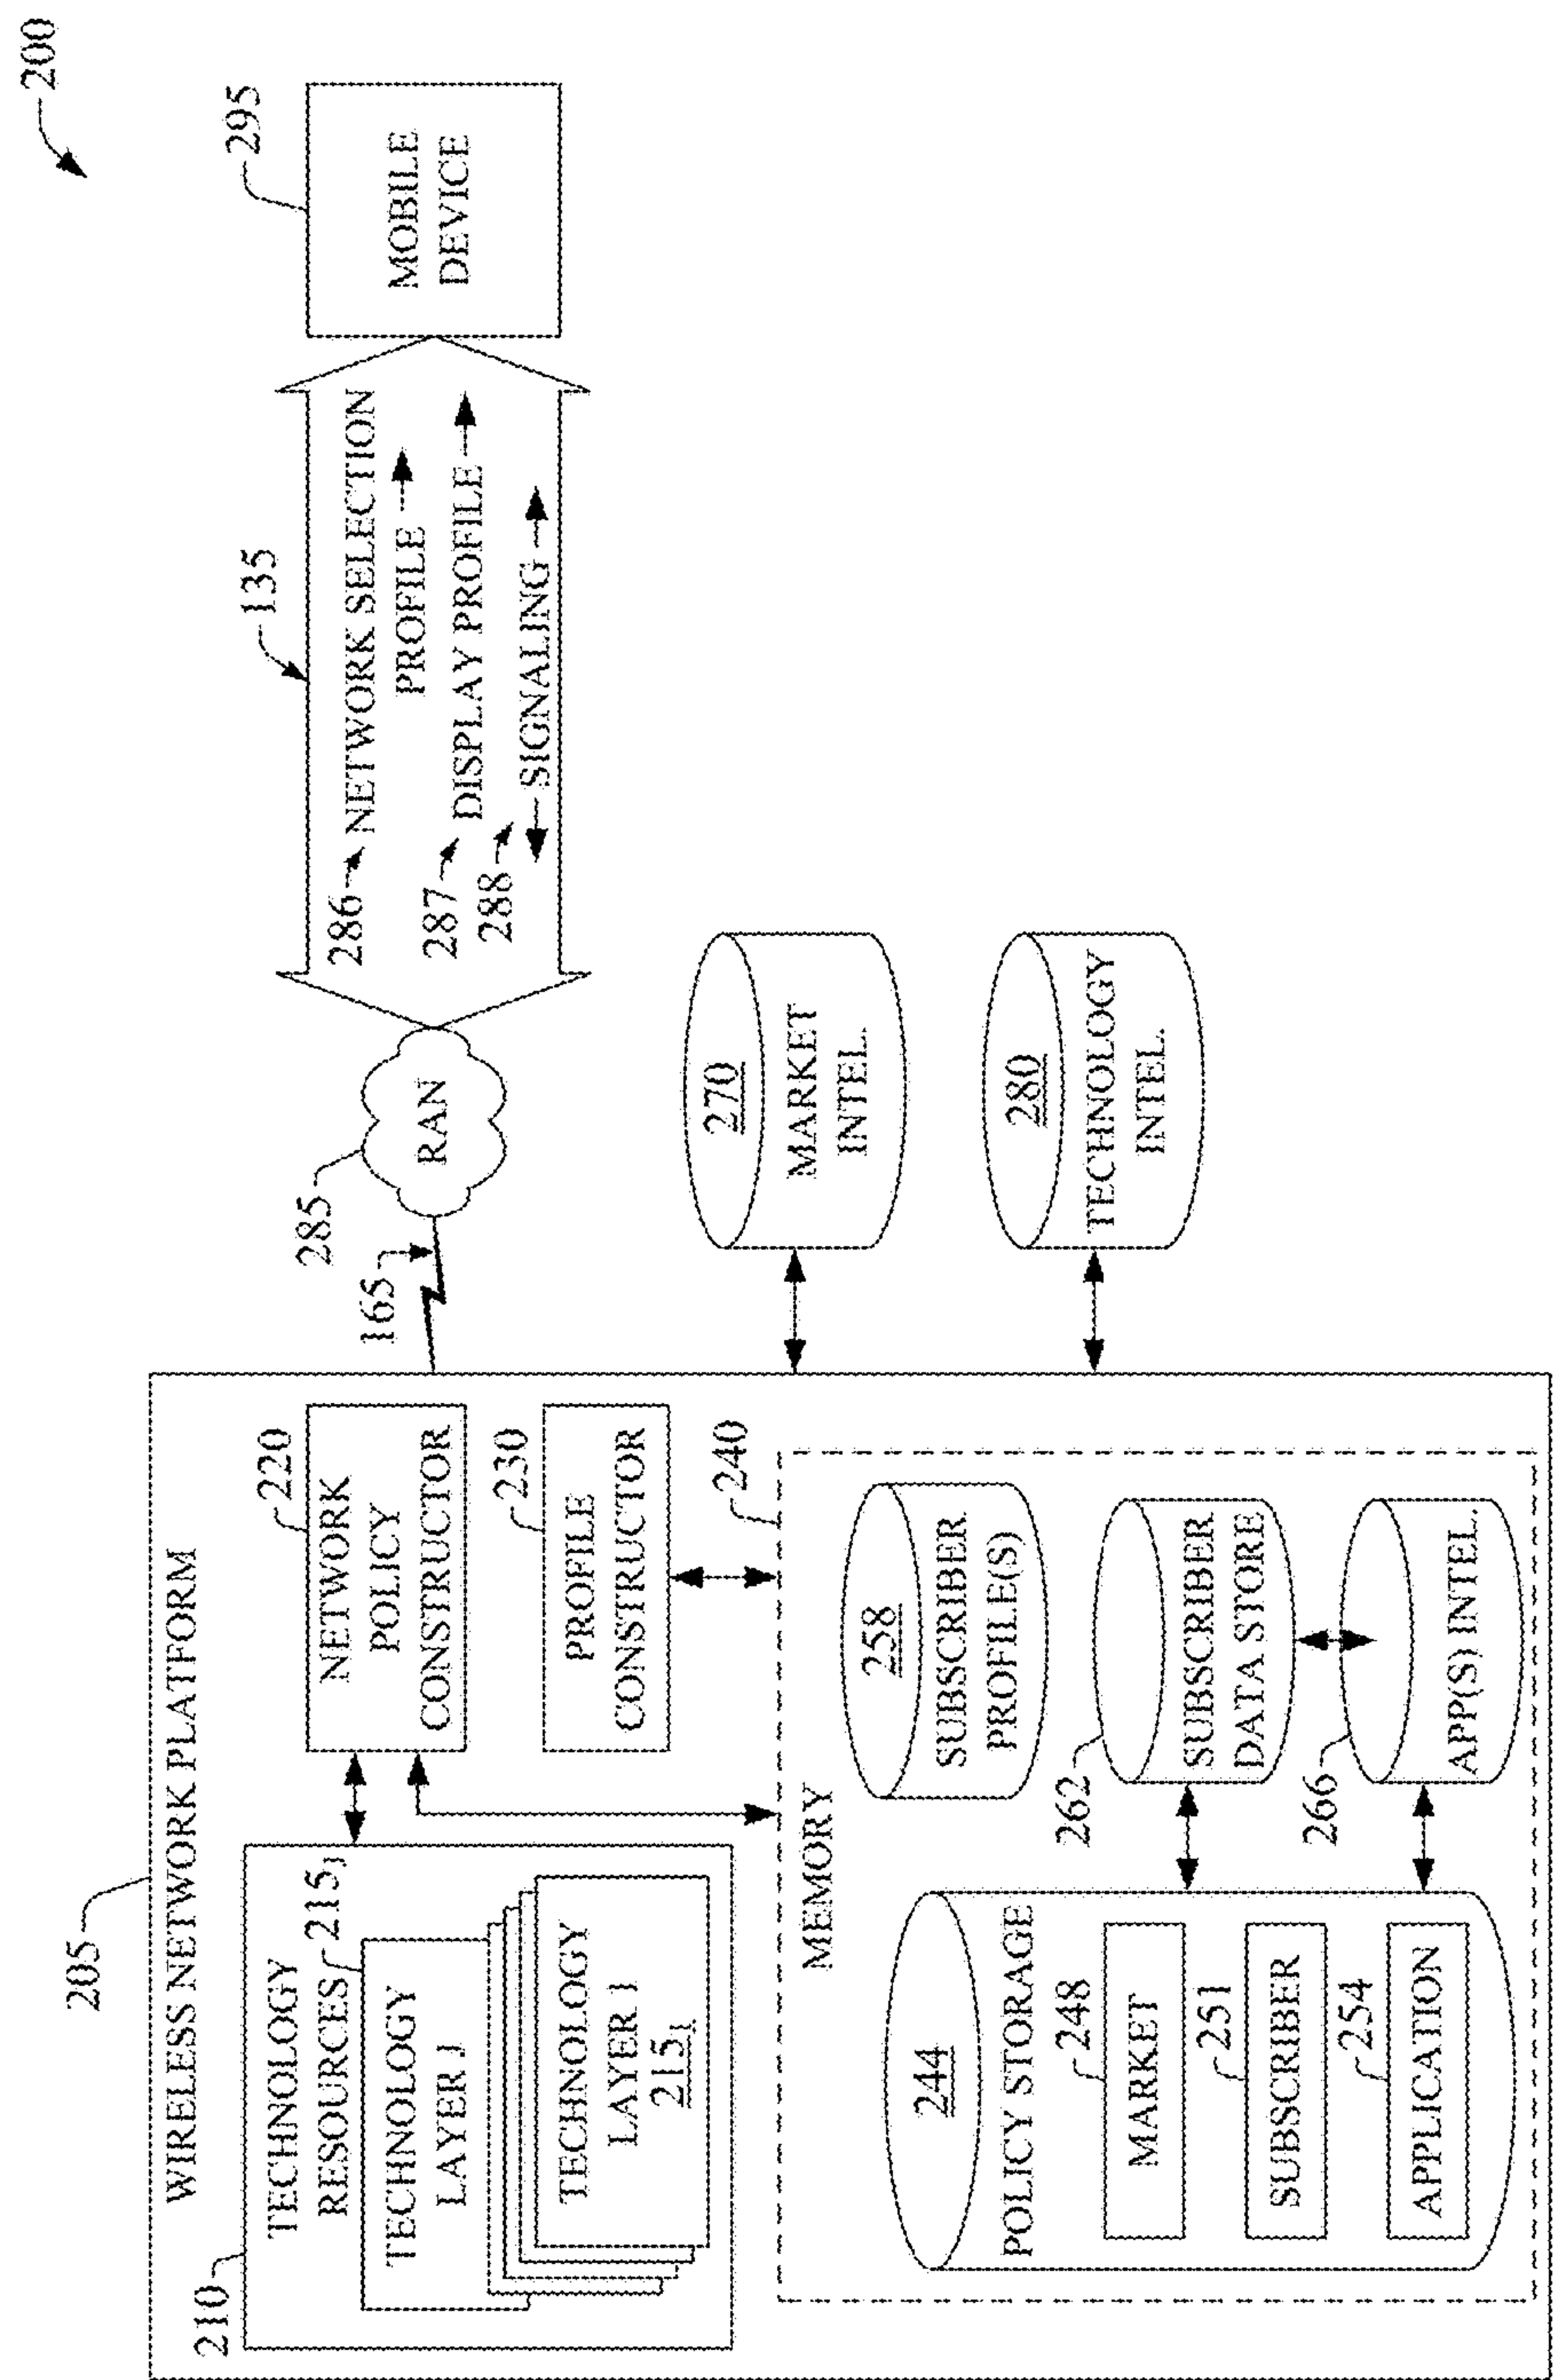 200
205
WIRELESS NETWORK PLATFORM
210
TECHNOLOGY
RESOURCES
215J
TECHNOLOGY
LAYER J
TECHNOLOGY
LAYER 1
2151
220
NETWORK
POLICY
CONSTRUCTOR
230
PROFILE
CONSTRUCTOR
240
MEMORY
244
POLICY STORAGE
248
MARKET
251
SUBSCRIBER
254
APPLICATION
258
SUBSCRIBER
PROFILE(S)
262
SUBSCRIBER
DATA STORE
266
APP(S) INTEL.
165
285
RAN
135
286
NETWORK SELECTION
PROFILE
287
DISPLAY PROFILE
288
SIGNALING
295
MOBILE
DEVICE
270
MARKET
INTEL.
280
TECHNOLOGY
INTEL.